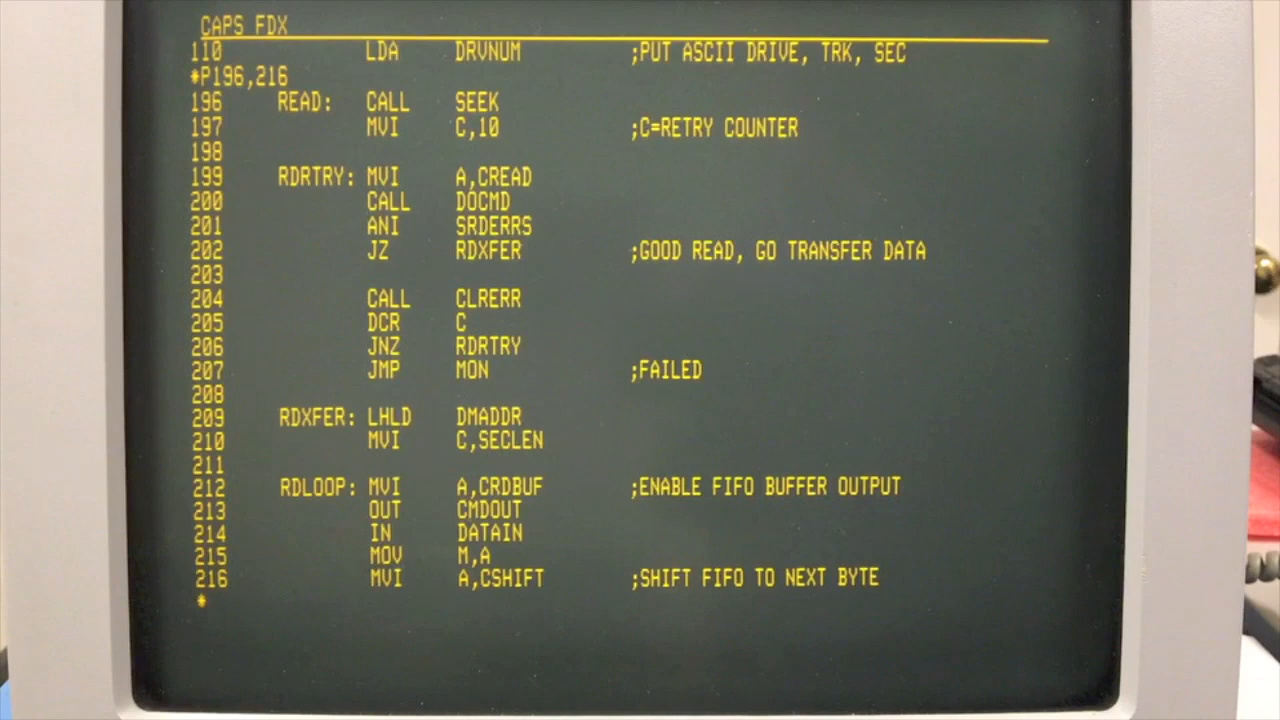 CAPS FDX
110 LDA DRVNUM ;PUT ASCII DRIVE, TRK, SEC
*P196,216
196 READ: CALL SEEK
197 MVI C,10 ;C=RETRY COUNTER
198
199 RDRTRY: MVI A,CREAD
200 CALL DOCMD
201 ANI SRDERRS
202 JZ RDXFER ;GOOD READ, GO TRANSFER DATA
203
204 CALL CLRERR
205 DCR C
206 JNZ RDRTRY
207 JMP MON ;FAILED
208
209 RDXFER: LHLD DMADDR
210 MVI C,SECLEN
211
212 RDLOOP: MVI A,CRDBUF ;ENABLE FIFO BUFFER OUTPUT
213 OUT CMDOUT
214 IN DATAIN
215 MOV M,A
216 MVI A,CSHIFT ;SHIFT FIFO TO NEXT BYTE
*